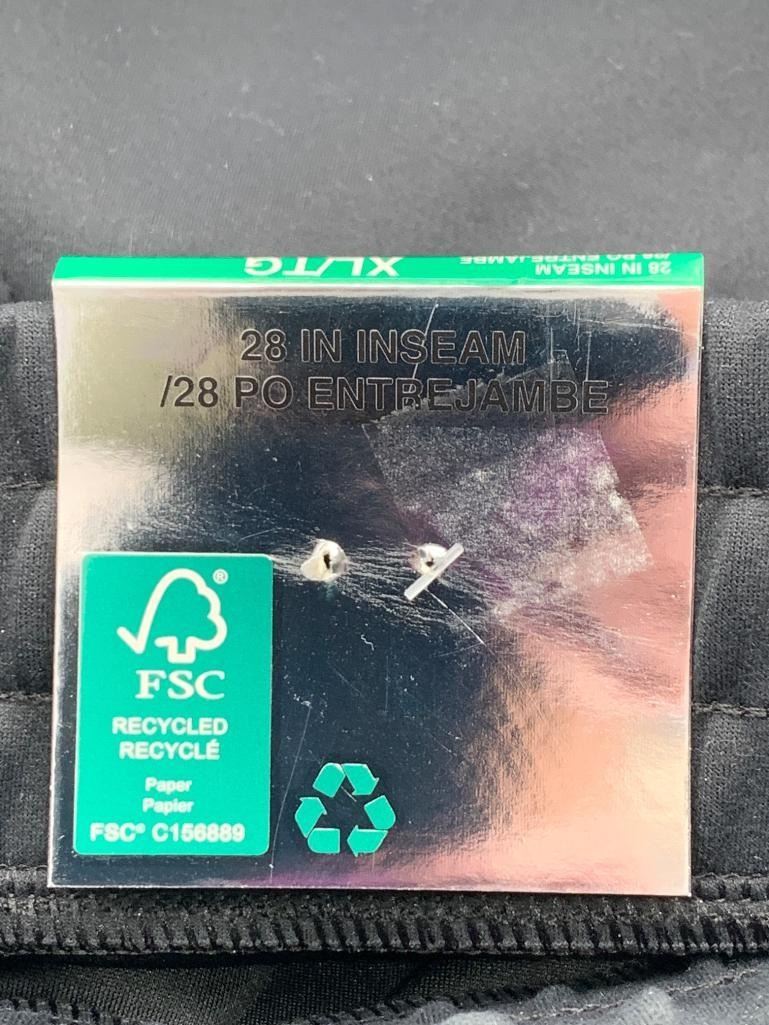 XL/TG
28 IN INSEAM
/28 PO ENTREJAMBE
28 IN INSEAM
/28 PO ENTREJAMBE
®
FSC
RECYCLED
RECYCLÉ
Paper
Papier
FSC® C156889